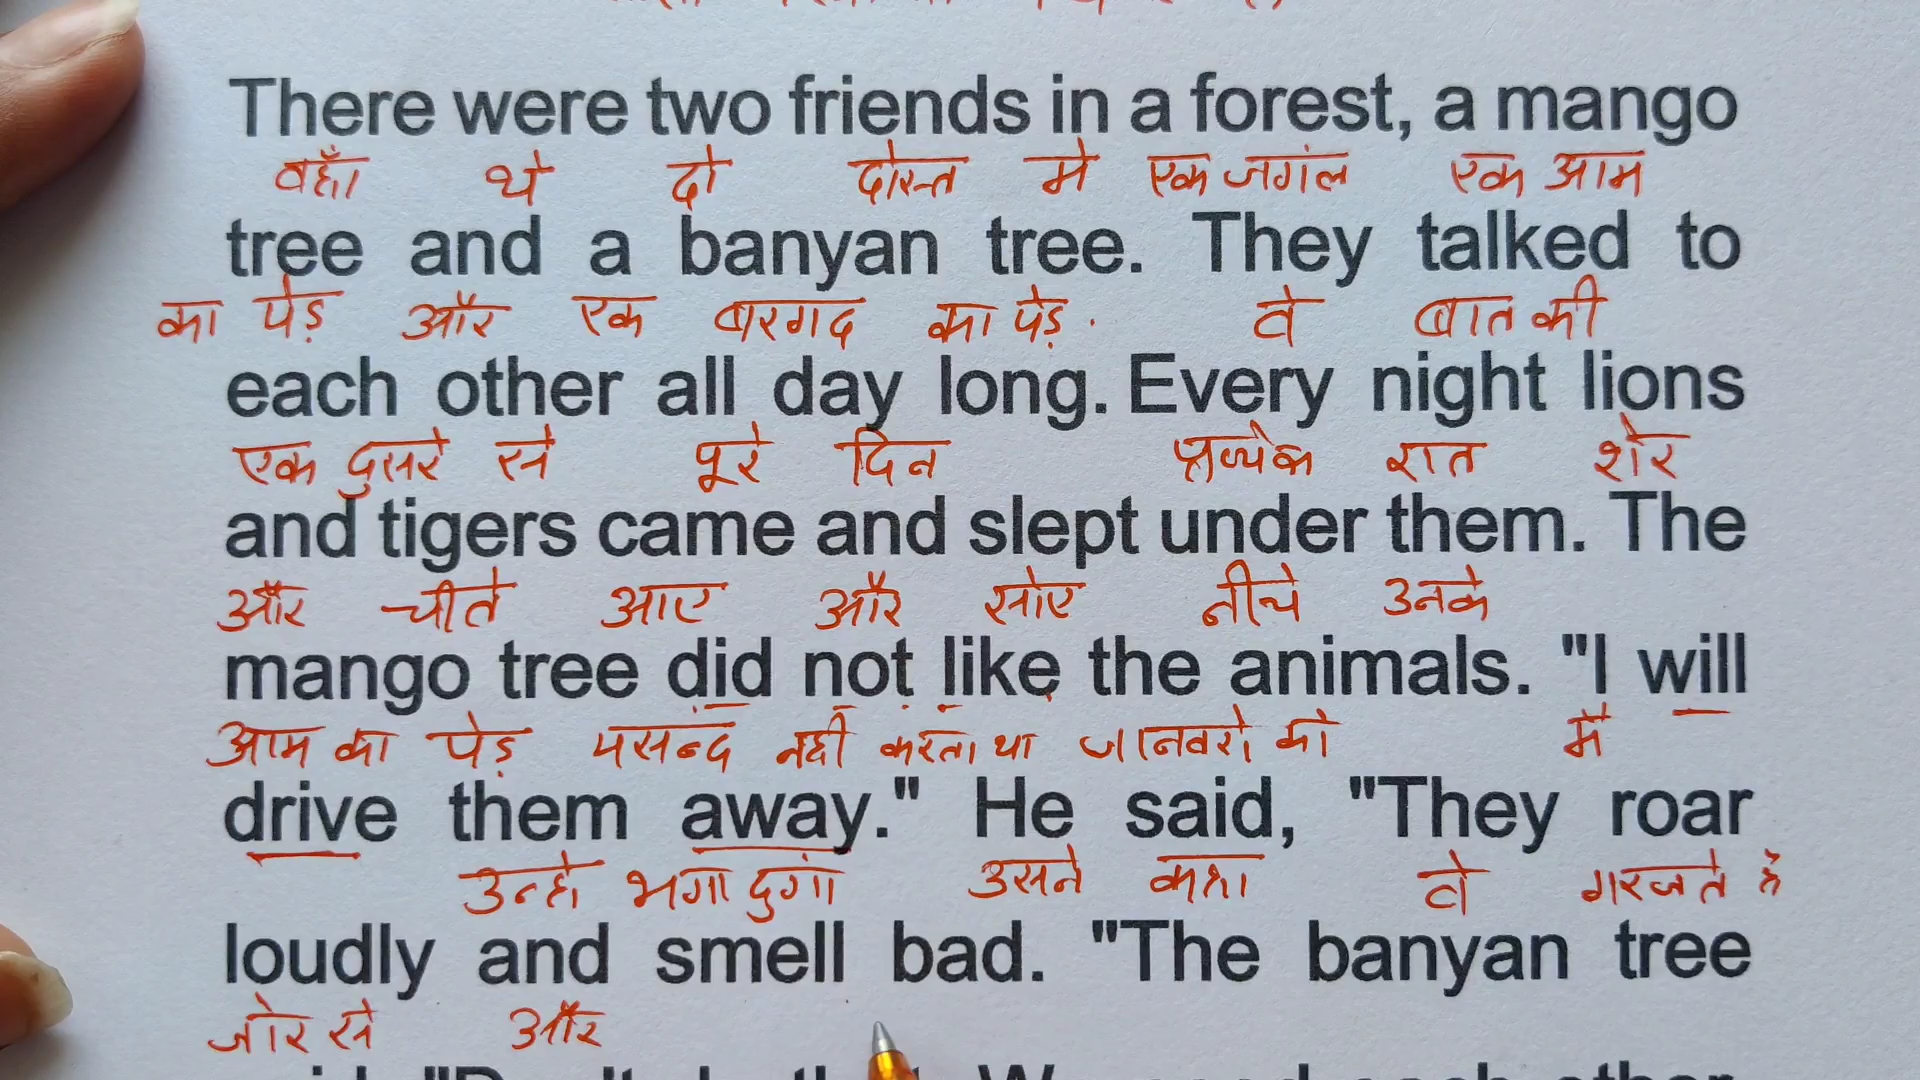 There were two friends in a forest, a mango
वहाँ थे दो दोस्त मे एक जगंल एक आम
tree and a banyan tree. They talked to
का पेड़ और एक बरगद का पेड़. वे बात की
each other all day long. Every night lions
एक दुसरे से पूरे दिन प्रत्येक रात शेर
and tigers came and slept under them. The
और चीते आए और सोए नीचे उनके
mango tree did not like the animals. "I will
आम का पेड़ पसन्द नही करता था जानवरो को मैं
drive them away." He said, "They roar
उन्हे भगा दुगां उसने कहा वे गरजते है
loudly and smell bad. "The banyan tree
जोर से और